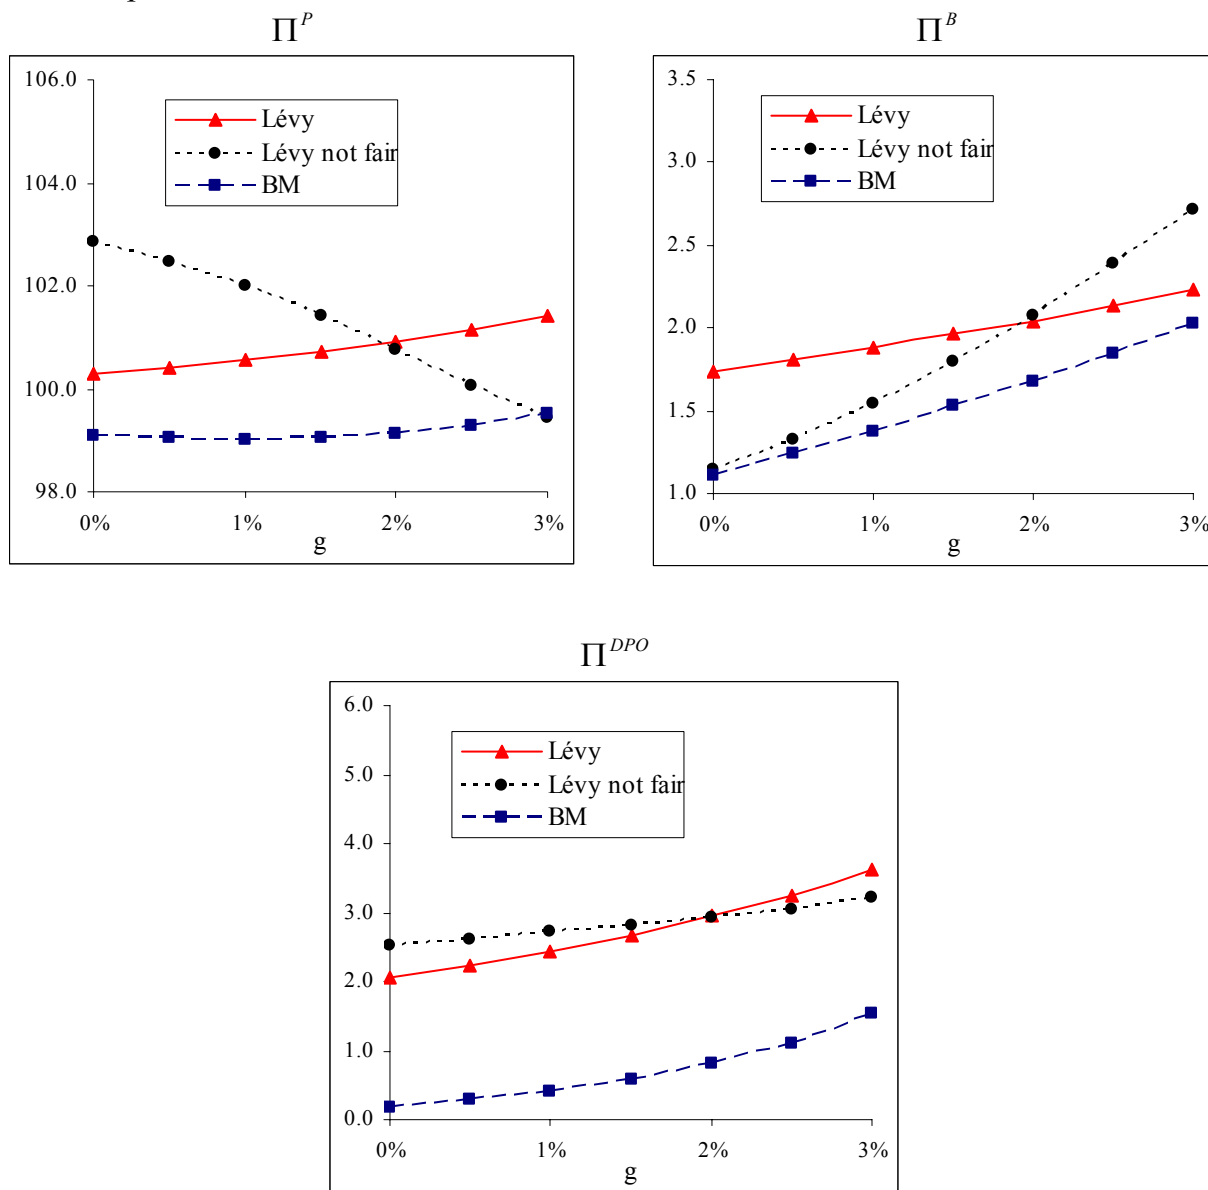 Π^P
106.0
104.0
102.0
100.0
98.0
Lévy
Lévy not fair
BM
0% 1% 2% 3%
g
Π^B
3.5
3.0
2.5
2.0
1.5
1.0
Lévy
Lévy not fair
BM
0% 1% 2% 3%
g
Π^DPO
6.0
5.0
4.0
3.0
2.0
1.0
0.0
Lévy
Lévy not fair
BM
0% 1% 2% 3%
g